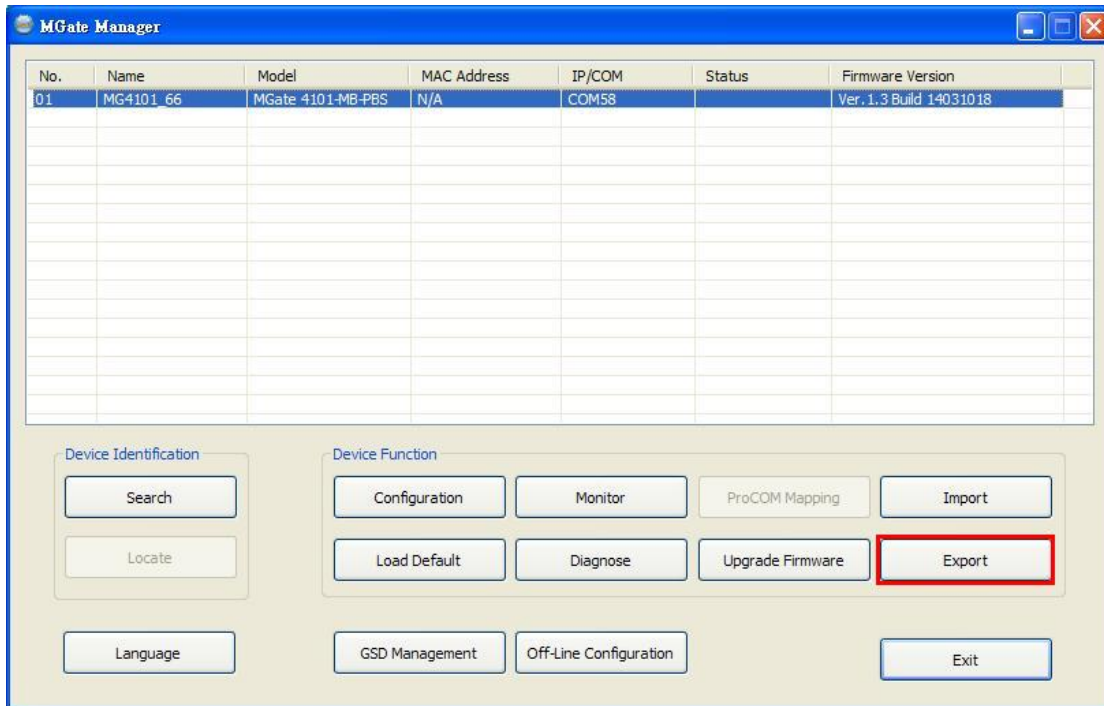 MGate Manager
No. Name Model MAC Address IP/COM Status Firmware Version
01 MG4101_66 MGate 4101-MB-PBS N/A COM58 Ver.1.3 Build 14031018
Device Identification Device Function
Search Configuration Monitor ProCOM Mapping Import
Locate Load Default Diagnose Upgrade Firmware Export
Language GSD Management Off-Line Configuration Exit